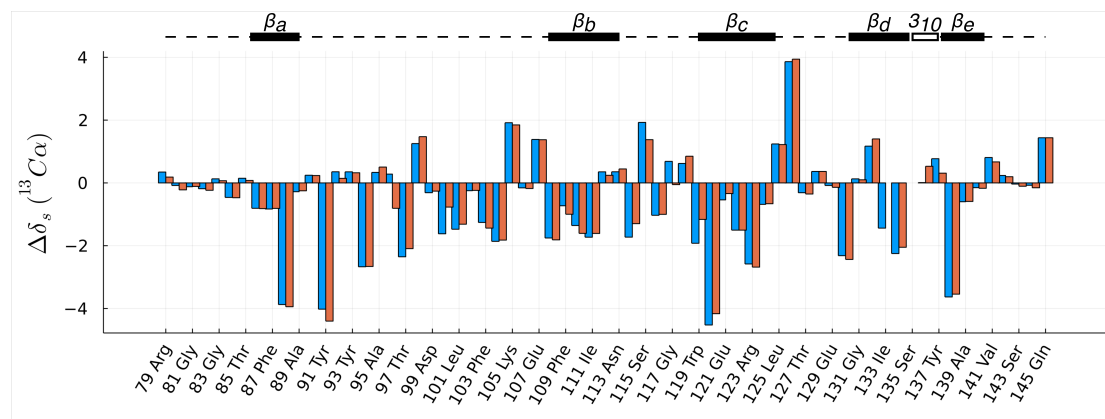 βa βb βc βd 310 βe
4
2
0
−2
−4
Δδs (13Cα)
79 Arg
81 Gly
83 Gly
85 Thr
87 Phe
89 Ala
91 Tyr
93 Tyr
95 Ala
97 Thr
99 Asp
101 Leu
103 Phe
105 Lys
107 Glu
109 Phe
111 Ile
113 Asn
115 Ser
117 Gly
119 Trp
121 Gly
123 Arg
125 Leu
127 Thr
129 Glu
131 Gly
133 Ile
135 Ser
137 Tyr
139 Ala
141 Val
143 Ser
145 Gln